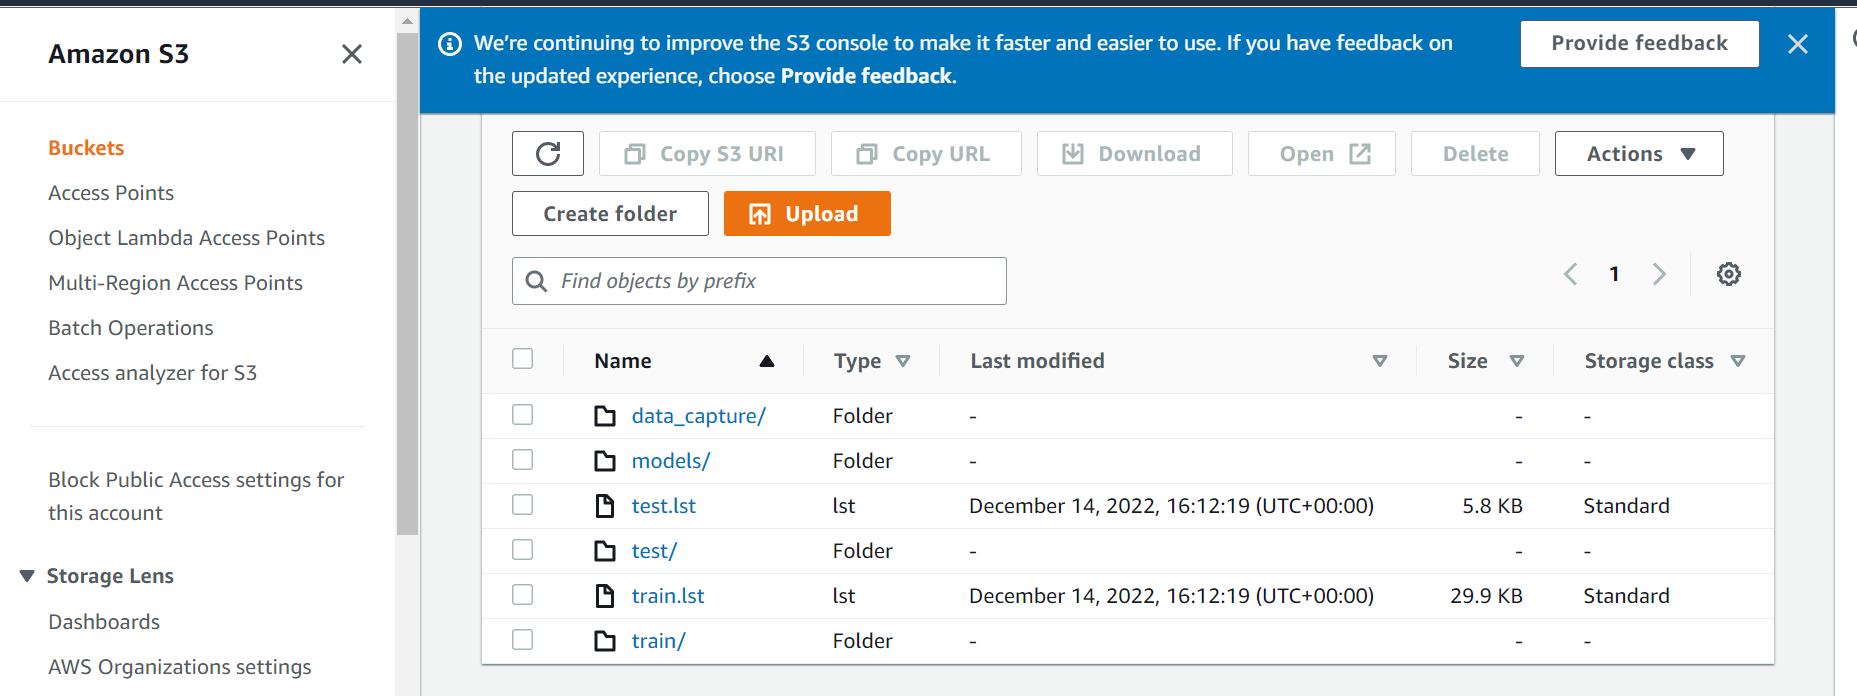 Amazon S3
We're continuing to improve the S3 console to make it faster and easier to use. If you have feedback on
the updated experience, choose Provide feedback.
Provide feedback
Buckets
Access Points
Object Lambda Access Points
Multi-Region Access Points
Batch Operations
Access analyzer for S3
Block Public Access settings for
this account
Storage Lens
Dashboards
AWS Organizations settings
Copy S3 URI Copy URL Download Open Delete Actions
Create folder Upload
Find objects by prefix
1
Name Type Last modified Size Storage class
data_capture/ Folder - - -
models/ Folder - - -
test.lst lst December 14, 2022, 16:12:19 (UTC+00:00) 5.8 KB Standard
test/ Folder - - -
train.lst lst December 14, 2022, 16:12:19 (UTC+00:00) 29.9 KB Standard
train/ Folder - - -